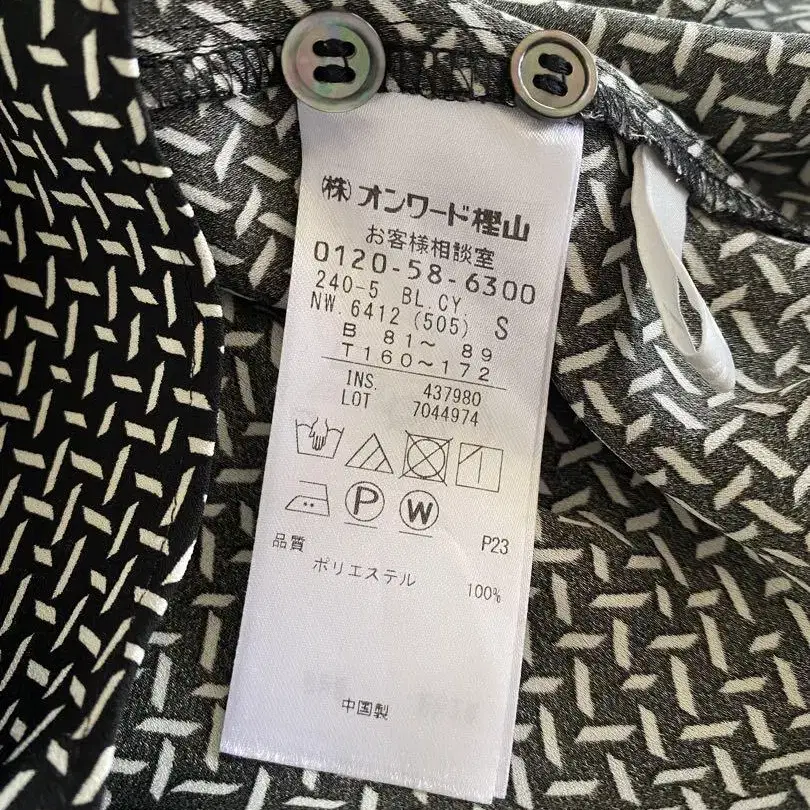 (株)オンワード樫山
お客様相談室
0120-58-6300
240-5 BL.CY.
NW.6412 (505) S
B 81～ 89
T160～172
INS. 437980
LOT 7044974
P W
品質 P23
ポリエステル 100%
中国製